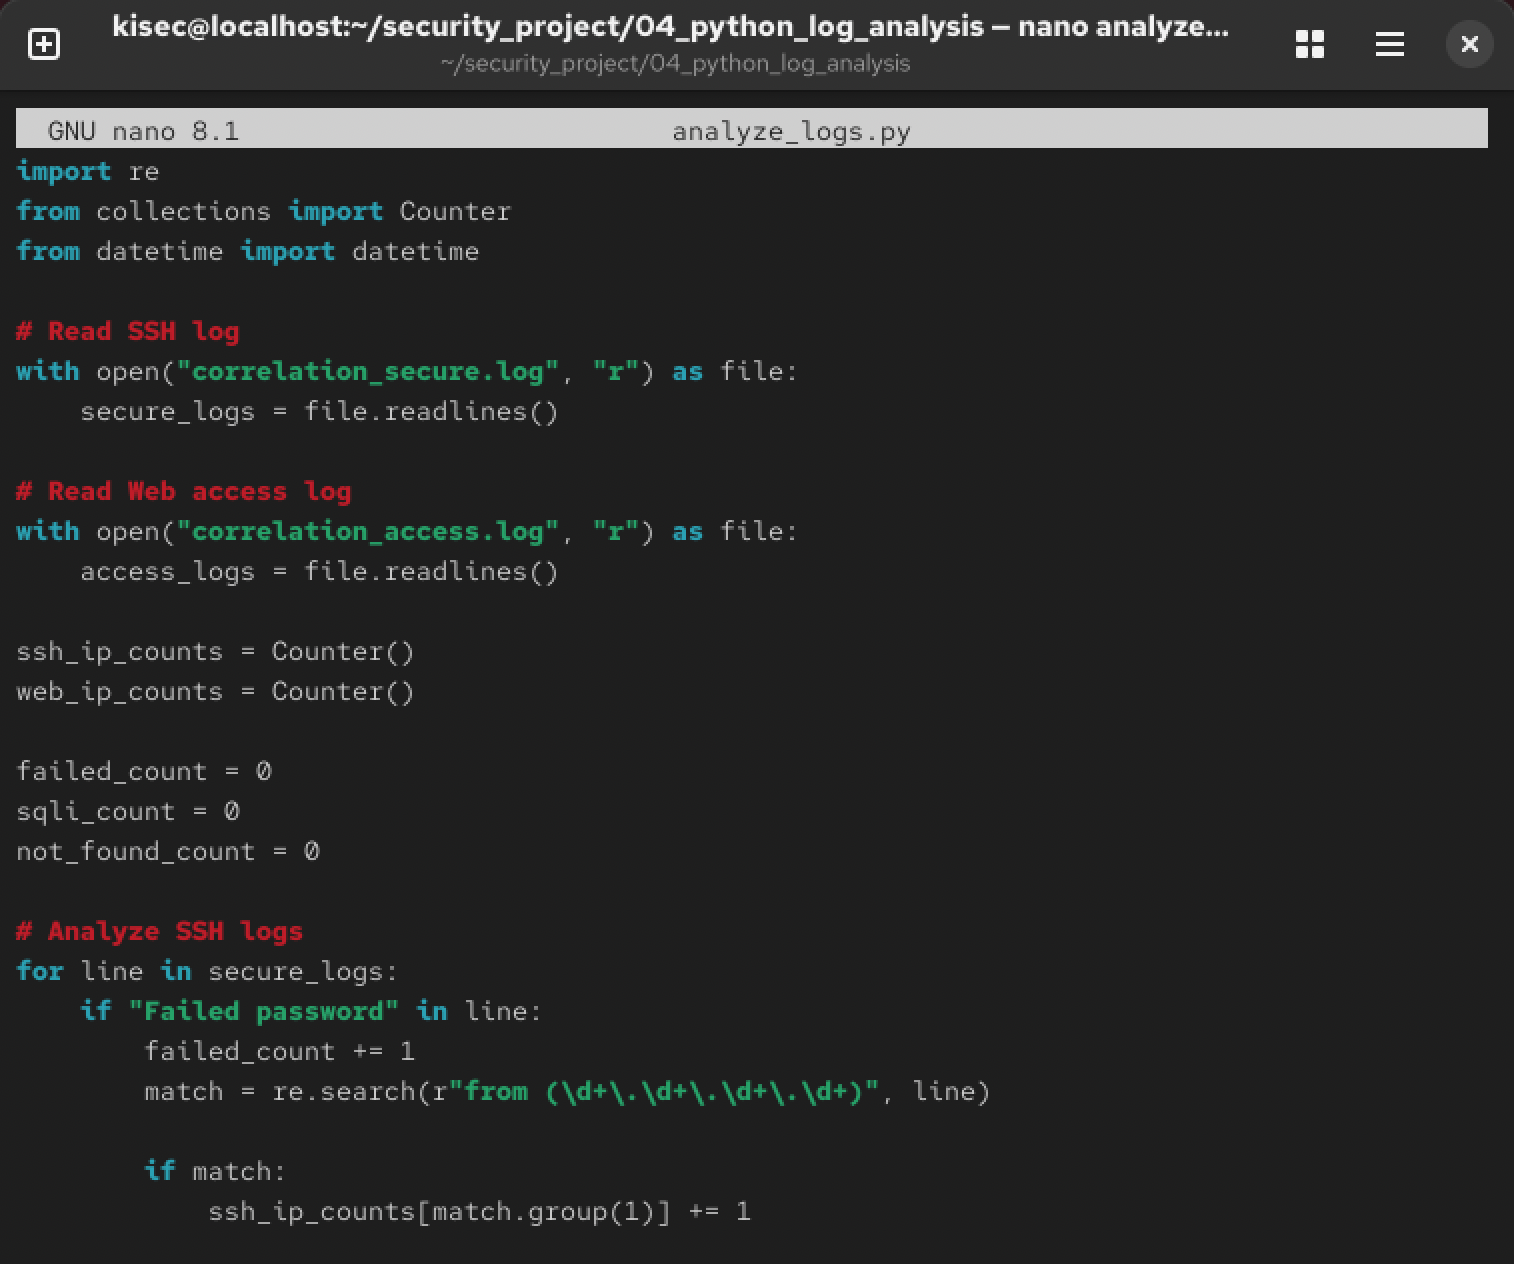 kisec@localhost:~/security_project/04_python_log_analysis — nano analyze...
~/security_project/04_python_log_analysis
GNU nano 8.1 analyze_logs.py
import re
from collections import Counter
from datetime import datetime

# Read SSH log
with open("correlation_secure.log", "r") as file:
    secure_logs = file.readlines()

# Read Web access log
with open("correlation_access.log", "r") as file:
    access_logs = file.readlines()

ssh_ip_counts = Counter()
web_ip_counts = Counter()

failed_count = 0
sqli_count = 0
not_found_count = 0

# Analyze SSH logs
for line in secure_logs:
    if "Failed password" in line:
        failed_count += 1
        match = re.search(r"from (\d+\.\d+\.\d+\.\d+)", line)

        if match:
            ssh_ip_counts[match.group(1)] += 1